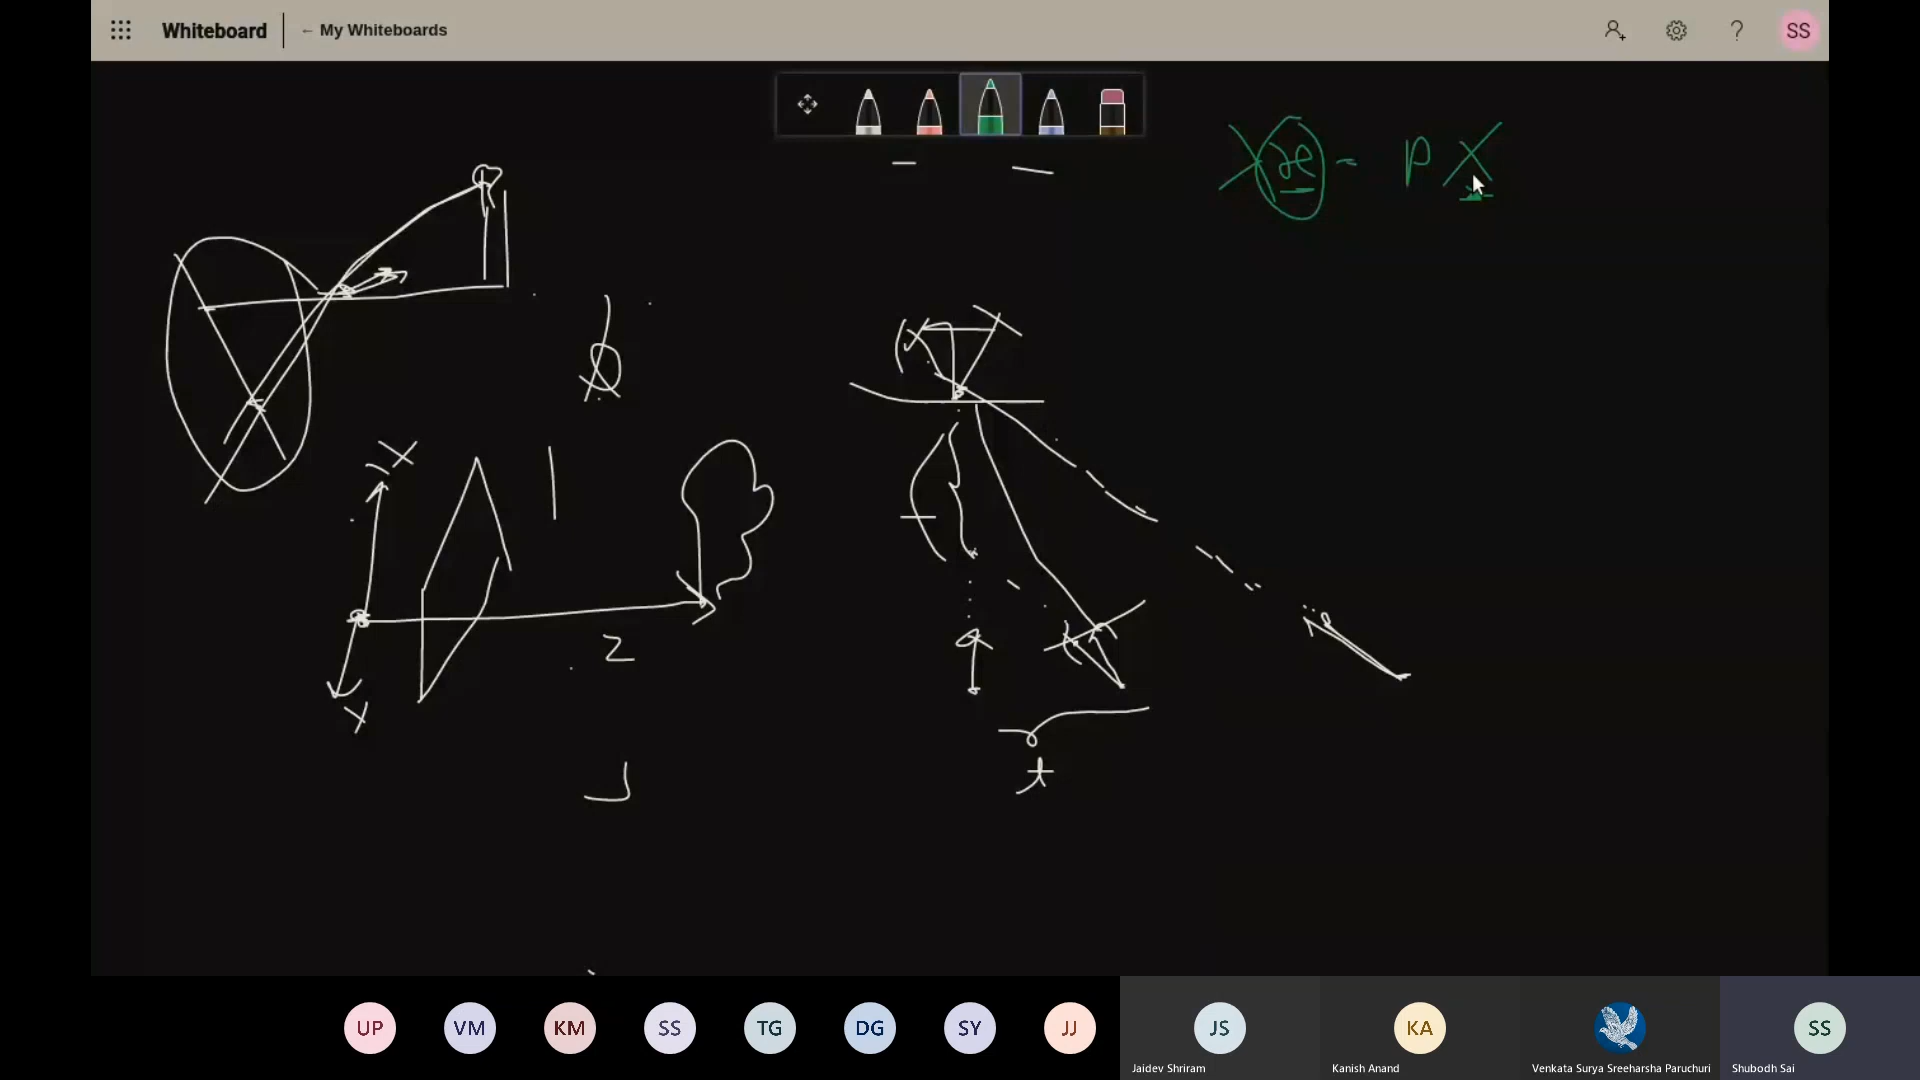 Whiteboard ← My Whiteboards ? SS
x = P X
X
Z
Y
t
UP VM KM SS TG DG SY JJ JS KA SS
Jaidev Shriram Kanish Anand Venkata Surya Sreeharsha Paruchuri Shubodh Sai